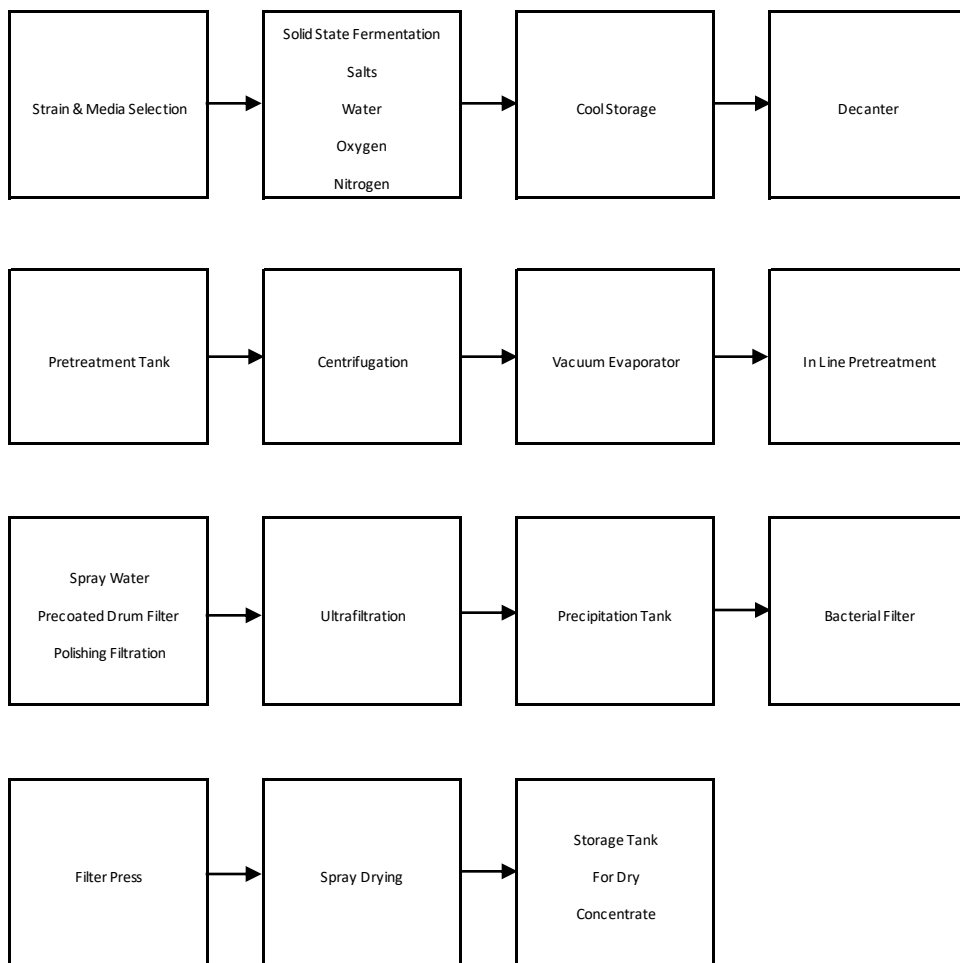 Strain & Media Selection
Solid State Fermentation
Salts
Water
Oxygen
Nitrogen
Cool Storage
Decanter
Pretreatment Tank
Centrifugation
Vacuum Evaporator
In Line Pretreatment
Spray Water
Precoated Drum Filter
Polishing Filtration
Ultrafiltration
Precipitation Tank
Bacterial Filter
Filter Press
Spray Drying
Storage Tank
For Dry
Concentrate